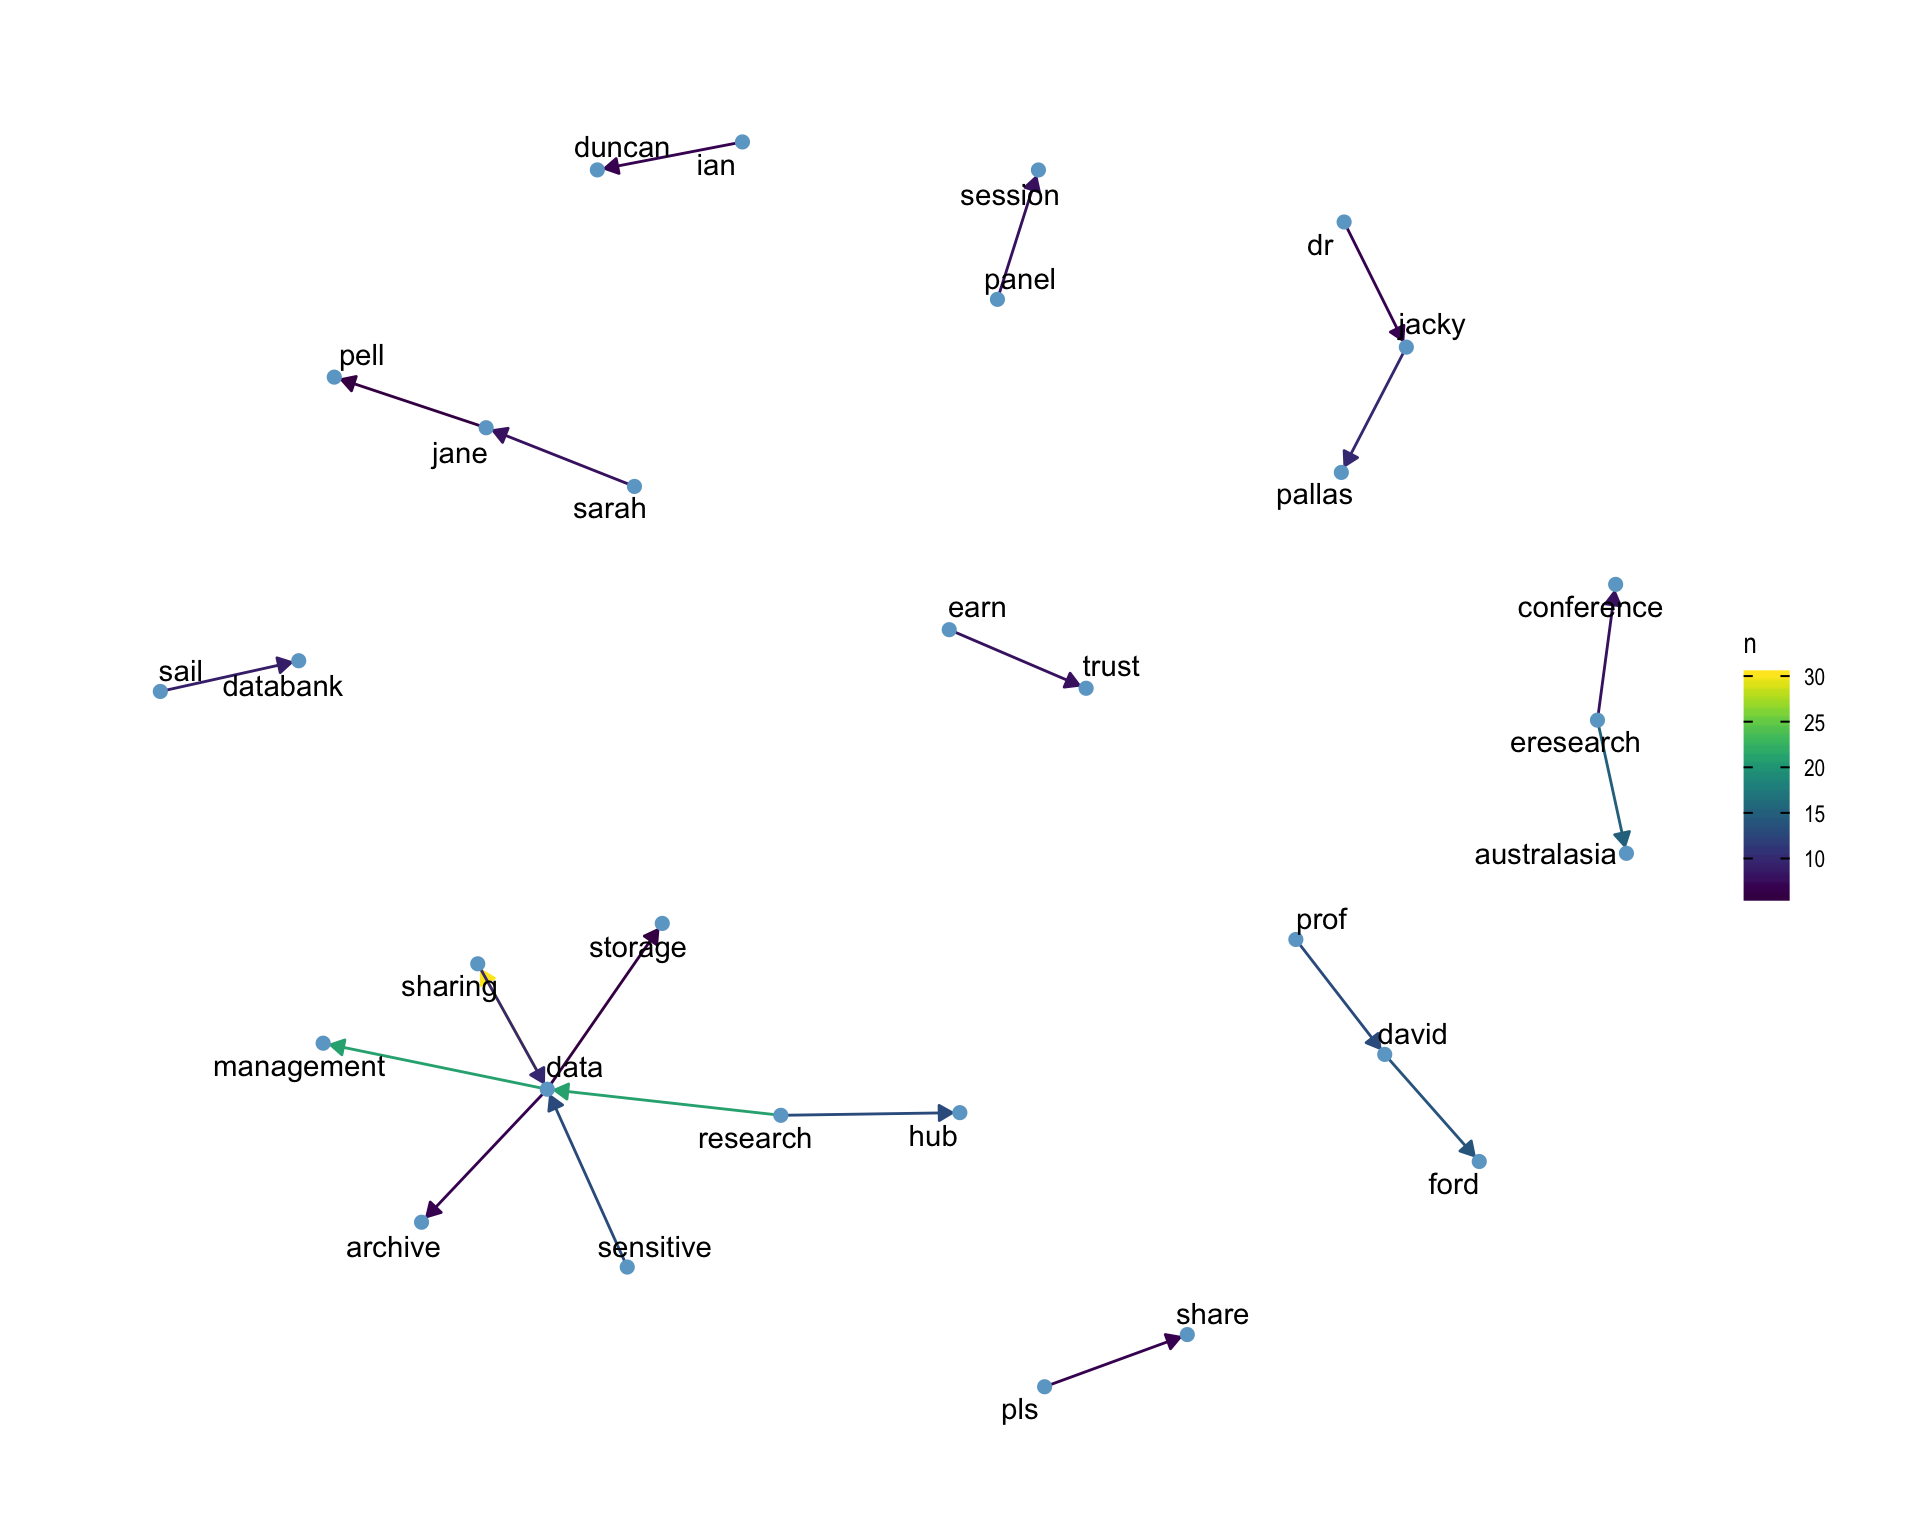 duncan
ian
session
panel
dr
jacky
pell
jane
sarah
pallas
earn
trust
conference
sail
databank
n
30
25
20
15
10
eresearch
australasia
prof
storage
sharing
david
data
management
research
hub
ford
archive
sensitive
share
pls